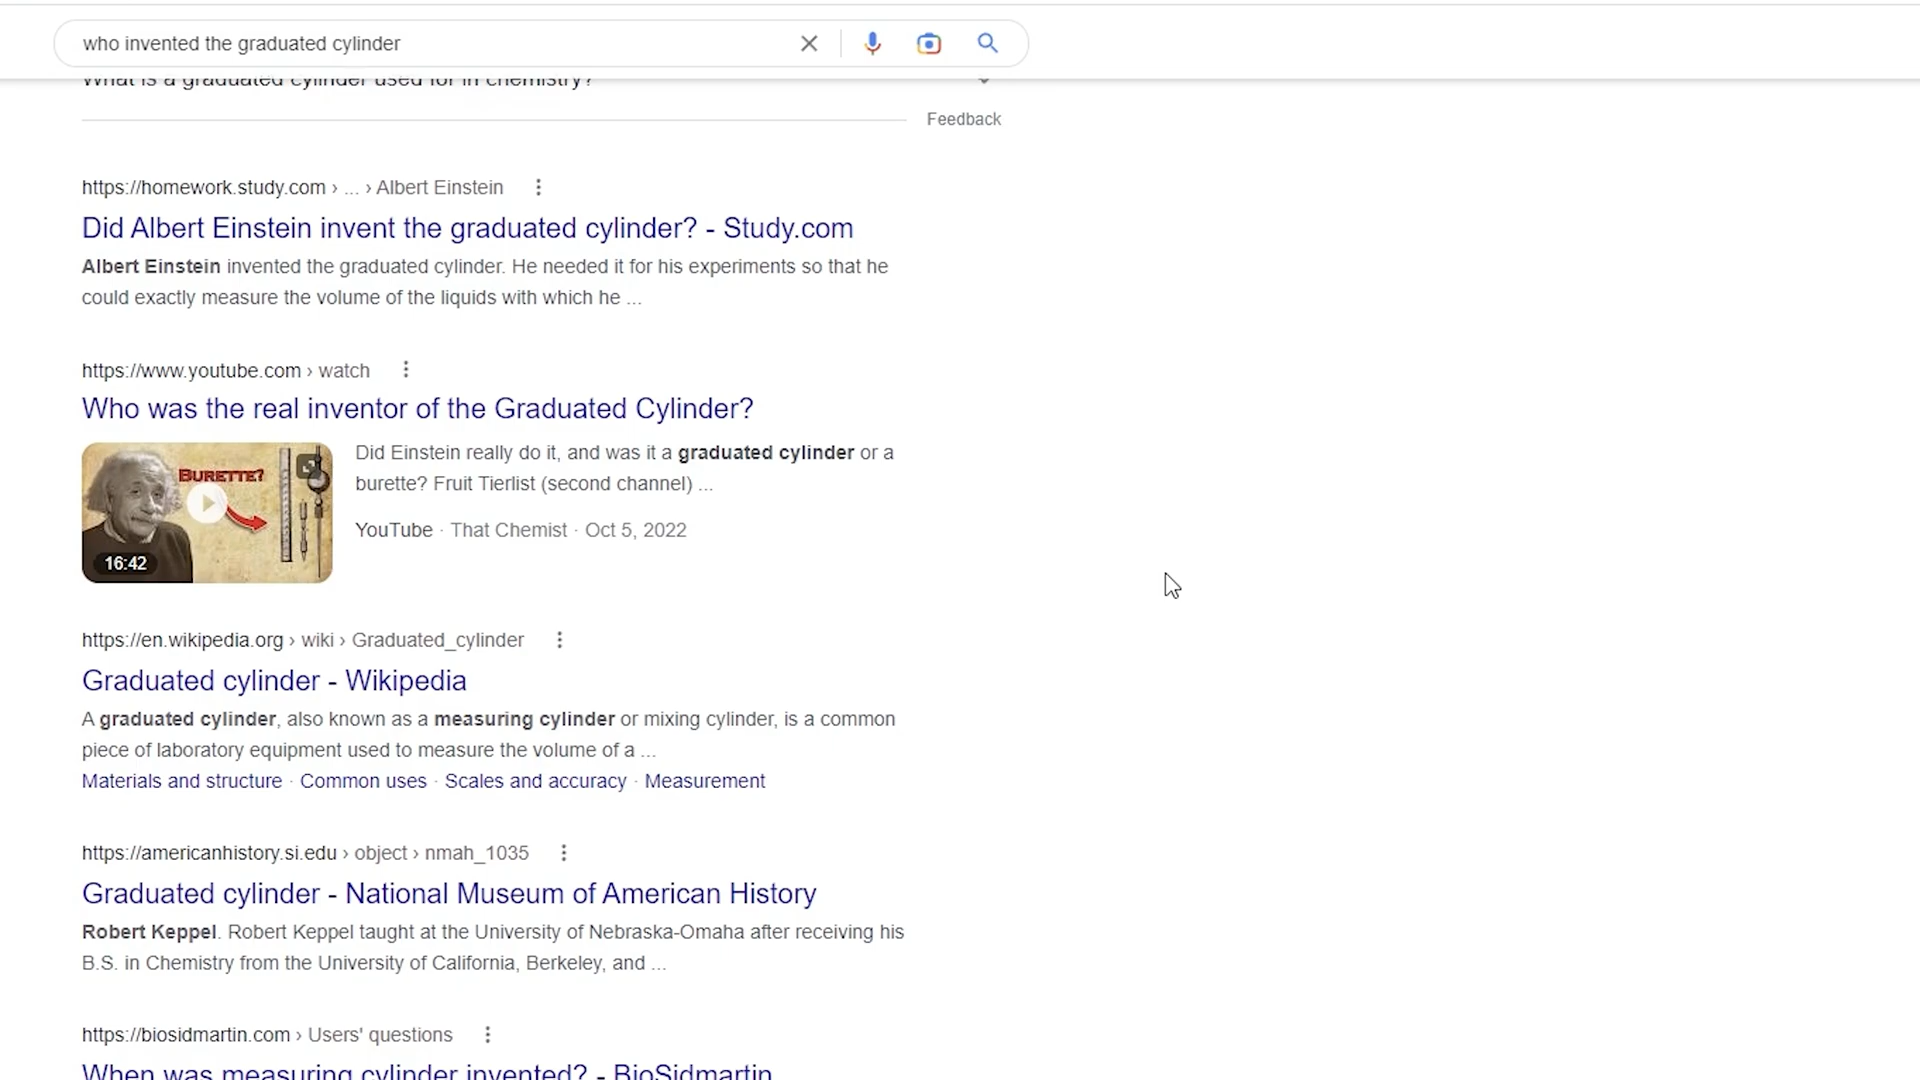 who invented the graduated cylinder
What is a graduated cylinder used for in chemistry?
Feedback
https://homework.study.com › ... › Albert Einstein
Did Albert Einstein invent the graduated cylinder? - Study.com
Albert Einstein invented the graduated cylinder. He needed it for his experiments so that he
could exactly measure the volume of the liquids with which he ...
https://www.youtube.com › watch
Who was the real inventor of the Graduated Cylinder?
BURETTE?
16:42
Did Einstein really do it, and was it a graduated cylinder or a
burette? Fruit Tierlist (second channel) ...
YouTube · That Chemist · Oct 5, 2022
https://en.wikipedia.org › wiki › Graduated_cylinder
Graduated cylinder - Wikipedia
A graduated cylinder, also known as a measuring cylinder or mixing cylinder, is a common
piece of laboratory equipment used to measure the volume of a ...
Materials and structure · Common uses · Scales and accuracy · Measurement
https://americanhistory.si.edu › object › nmah_1035
Graduated cylinder - National Museum of American History
Robert Keppel. Robert Keppel taught at the University of Nebraska-Omaha after receiving his
B.S. in Chemistry from the University of California, Berkeley, and ...
https://biosidmartin.com › Users' questions
When was measuring cylinder invented? - BioSidmartin